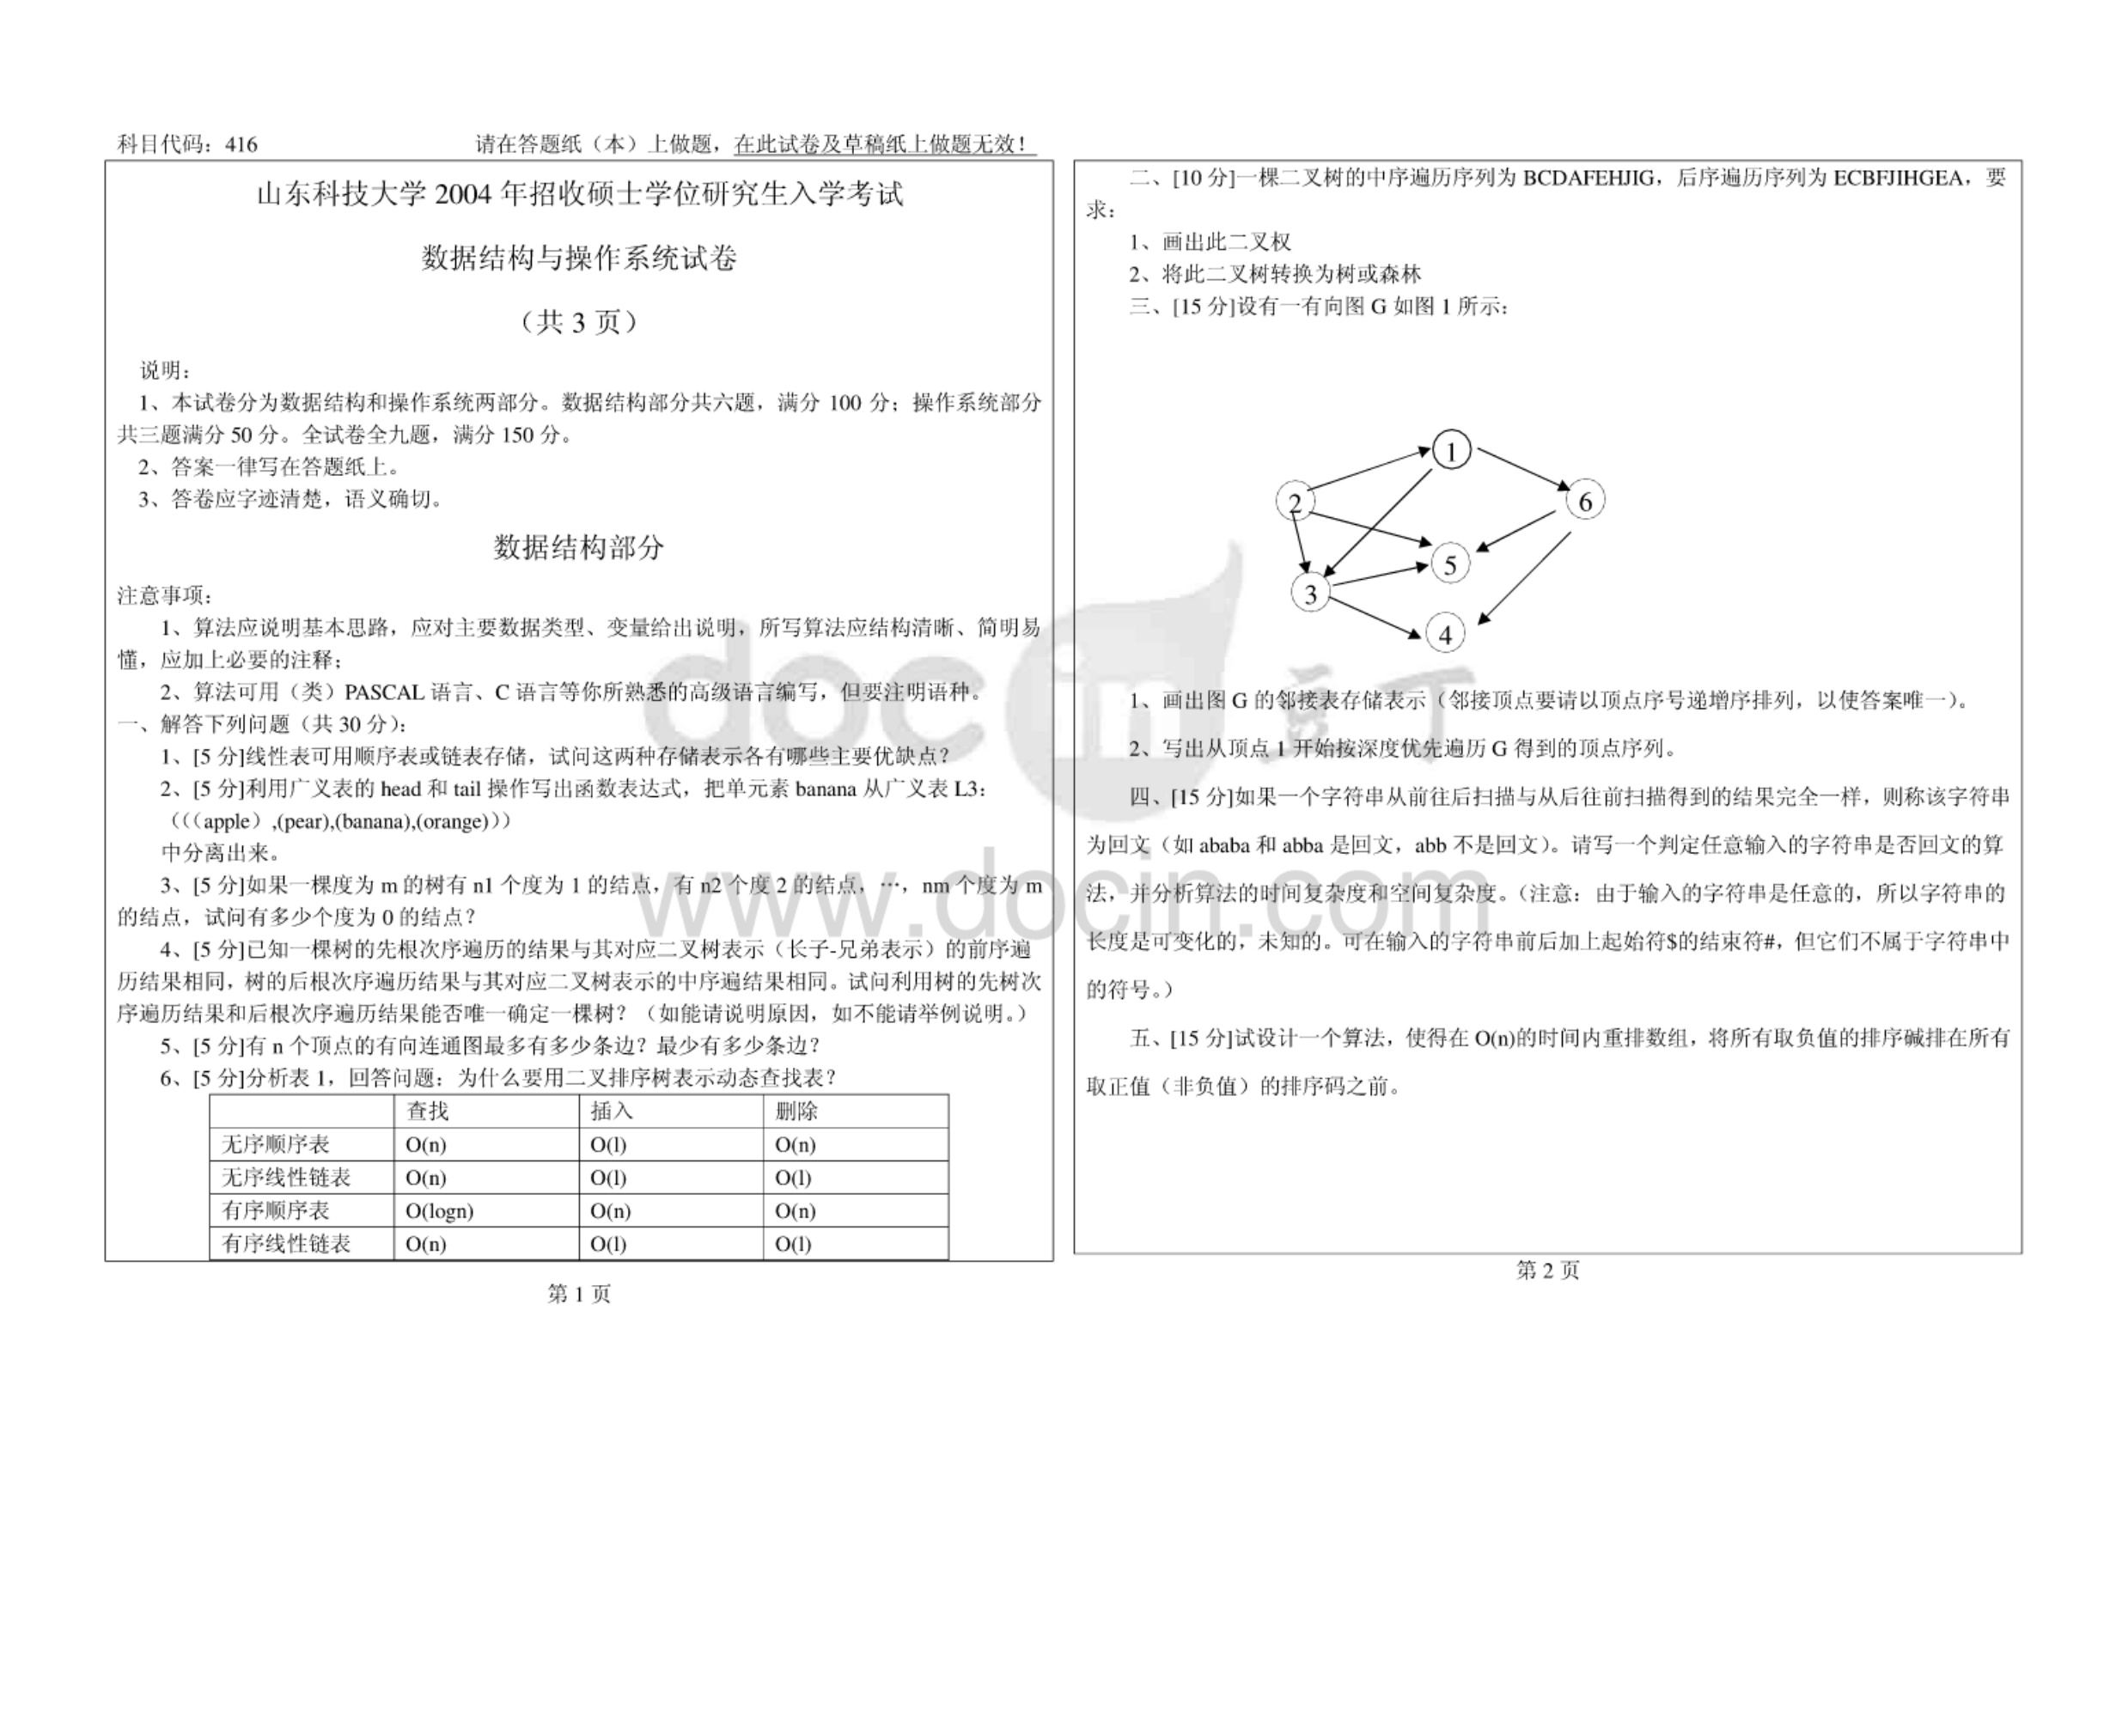 科目代码：416 请在答题纸（本）上做题，在此试卷及草稿纸上做题无效！
山东科技大学 2004 年招收硕士学位研究生入学考试
数据结构与操作系统试卷
（共 3 页）
说明：
1、本试卷分为数据结构和操作系统两部分。数据结构部分共六题，满分 100 分；操作系统部分
共三题满分 50 分。全试卷全九题，满分 150 分。
2、答案一律写在答题纸上。
3、答卷应字迹清楚，语义确切。
数据结构部分
注意事项：
1、算法应说明基本思路，应对主要数据类型、变量给出说明，所写算法应结构清晰、简明易
懂，应加上必要的注释；
2、算法可用（类）PASCAL 语言、C 语言等你所熟悉的高级语言编写，但要注明语种。
一、解答下列问题（共 30 分）：
1、[5 分]线性表可用顺序表或链表存储，试问这两种存储表示各有哪些主要优缺点？
2、[5 分]利用广义表的 head 和 tail 操作写出函数表达式，把单元素 banana 从广义表 L3：
（（（apple）,(pear),(banana),(orange)））
中分离出来。
3、[5 分]如果一棵度为 m 的树有 n1 个度为 1 的结点，有 n2 个度 2 的结点，…，nm 个度为 m
的结点，试问有多少个度为 0 的结点？
4、[5 分]已知一棵树的先根次序遍历的结果与其对应二叉树表示（长子-兄弟表示）的前序遍
历结果相同，树的后根次序遍历结果与其对应二叉树表示的中序遍结果相同。试问利用树的先树次
序遍历结果和后根次序遍历结果能否唯一确定一棵树？（如能请说明原因，如不能请举例说明。）
5、[5 分]有 n 个顶点的有向连通图最多有多少条边？最少有多少条边？
6、[5 分]分析表 1，回答问题：为什么要用二叉排序树表示动态查找表？
查找 插入 删除
无序顺序表 O(n) O(l) O(n)
无序线性链表 O(n) O(l) O(l)
有序顺序表 O(logn) O(n) O(n)
有序线性链表 O(n) O(l) O(l)
第 1 页
二、[10 分]一棵二叉树的中序遍历序列为 BCDAFEHJIG，后序遍历序列为 ECBFJIHGEA，要
求：
1、画出此二叉权
2、将此二叉树转换为树或森林
三、[15 分]设有一有向图 G 如图 1 所示：
1
2
6
5
3
4
1、画出图 G 的邻接表存储表示（邻接顶点要请以顶点序号递增序排列，以使答案唯一）。
2、写出从顶点 1 开始按深度优先遍历 G 得到的顶点序列。
四、[15 分]如果一个字符串从前往后扫描与从后往前扫描得到的结果完全一样，则称该字符串
为回文（如 ababa 和 abba 是回文，abb 不是回文）。请写一个判定任意输入的字符串是否回文的算
法，并分析算法的时间复杂度和空间复杂度。（注意：由于输入的字符串是任意的，所以字符串的
长度是可变化的，未知的。可在输入的字符串前后加上起始符$的结束符#，但它们不属于字符串中
的符号。）
五、[15 分]试设计一个算法，使得在 O(n)的时间内重排数组，将所有取负值的排序碱排在所有
取正值（非负值）的排序码之前。
第 2 页
docin 豆丁
www.docin.com